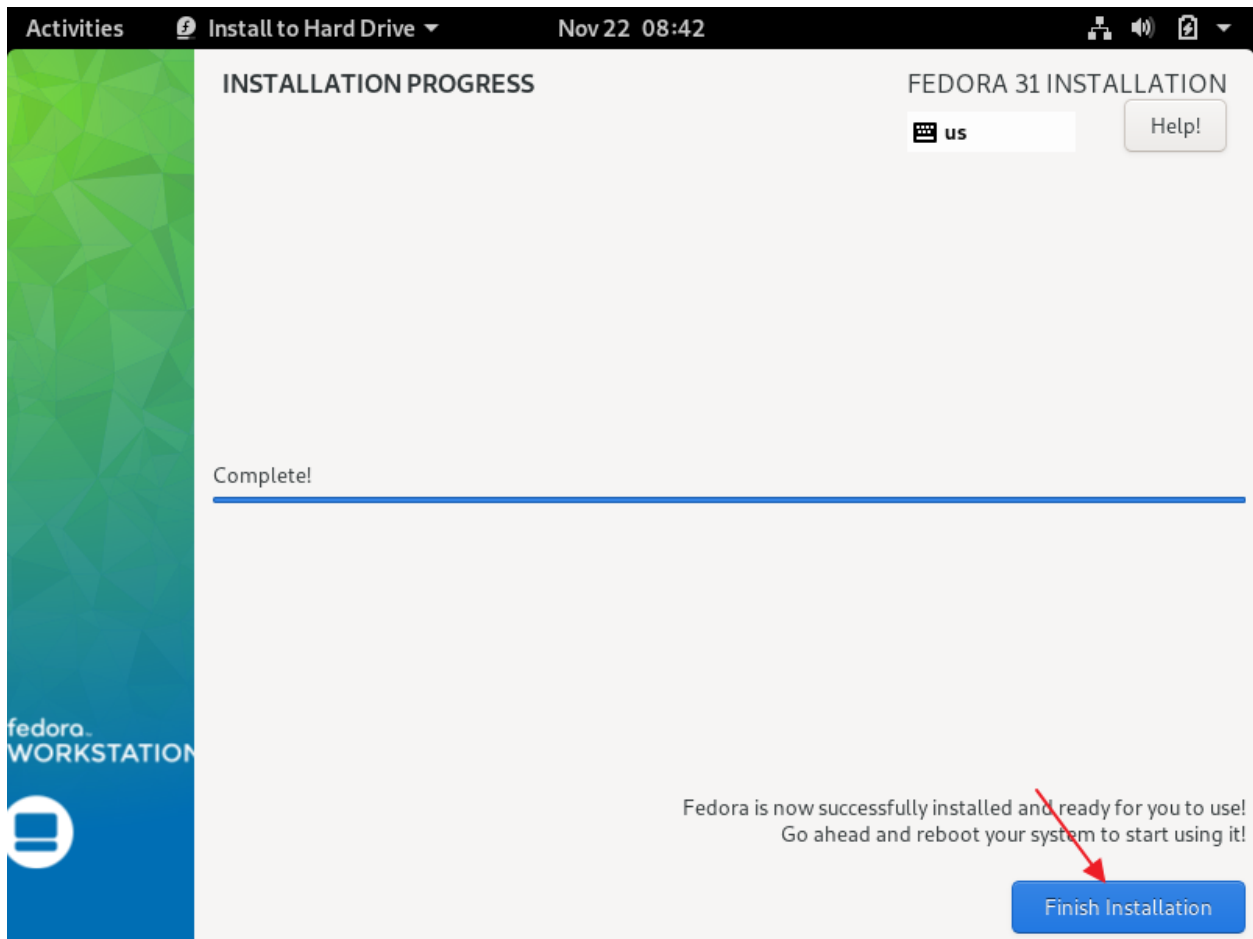 Activities Install to Hard Drive Nov 22 08:42
INSTALLATION PROGRESS
FEDORA 31 INSTALLATION
us
Help!
Complete!
fedora™
WORKSTATION
Fedora is now successfully installed and ready for you to use!
Go ahead and reboot your system to start using it!
Finish Installation